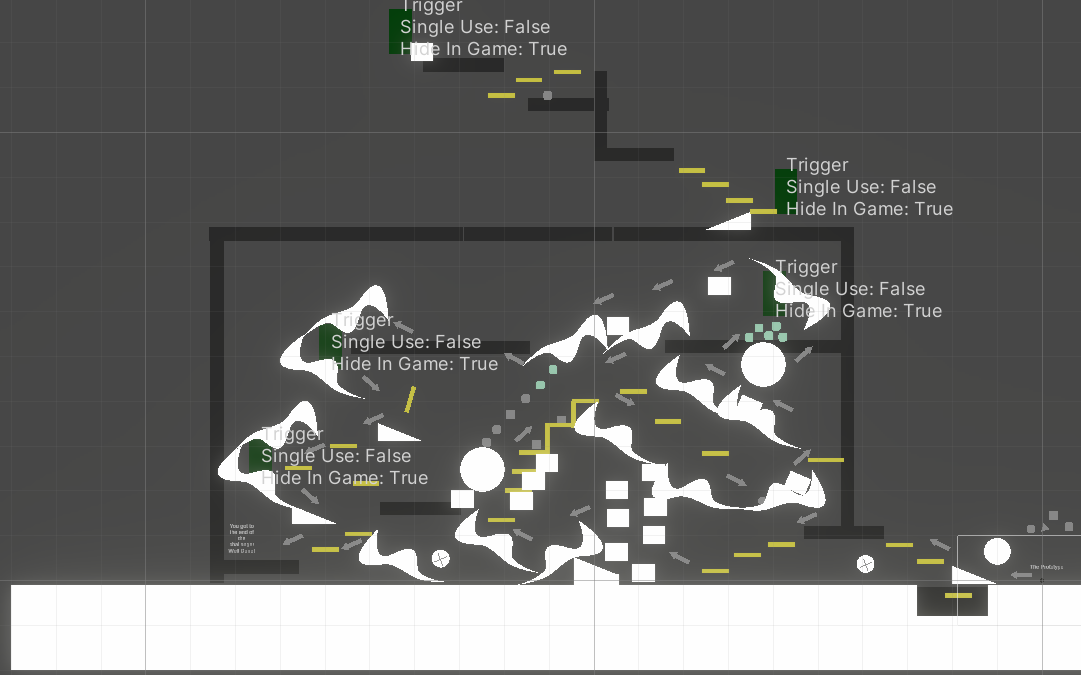 Trigger
Single Use: False
Hide In Game: True
Trigger
Single Use: False
Hide In Game: True
Trigger
Single Use: False
Hide In Game: True
Trigger
Single Use: False
Hide In Game: True
Trigger
Single Use: False
Hide In Game: True
You got to
the end of
the
challenge
Well Done!
The Prototype